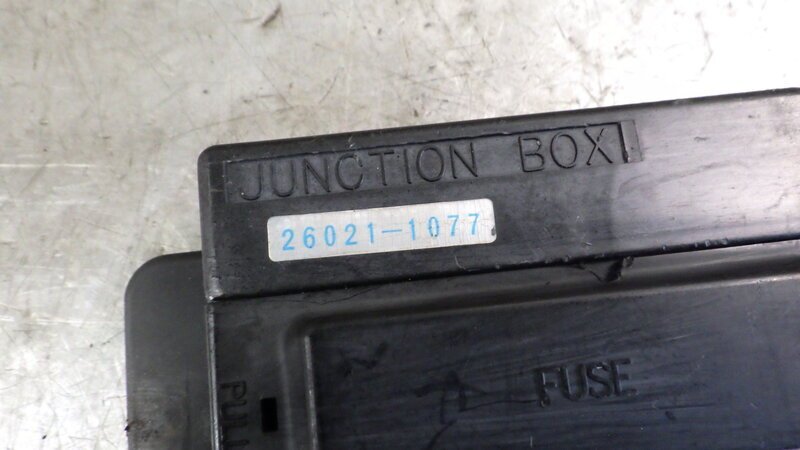 JUNCTION BOX
26021-1077
FUSE